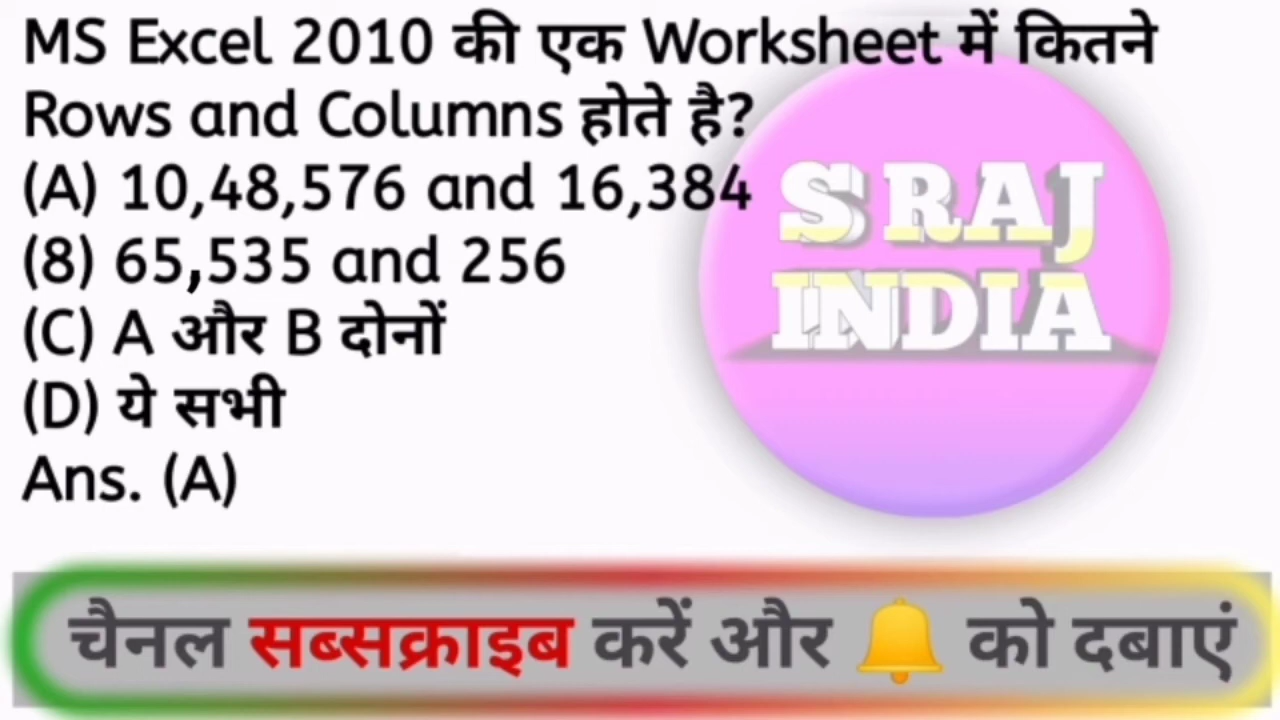 MS Excel 2010 की एक Worksheet में कितने
Rows and Columns होते है?
(A) 10,48,576 and 16,384
(8) 65,535 and 256
(C) A और B दोनों
(D) ये सभी
Ans. (A)
S RAJ
INDIA
चैनल सब्सक्राइब करें और 🔔 को दबाएं